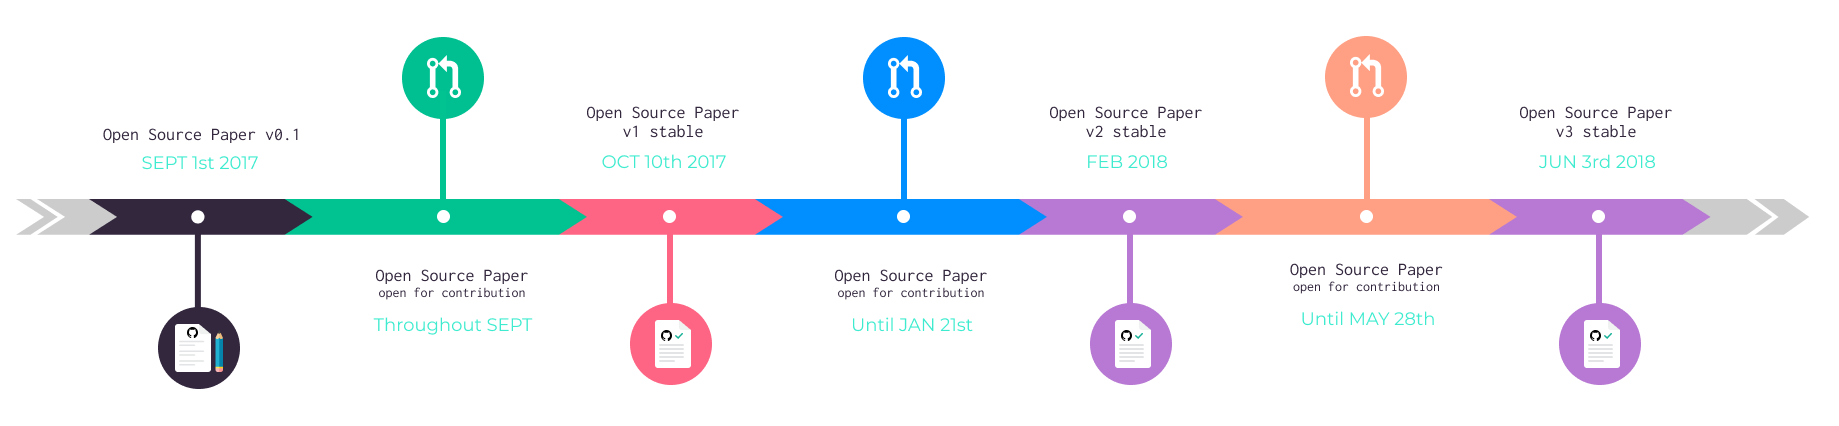 Open Source Paper v0.1
SEPT 1st 2017
Open Source Paper
open for contribution
Throughout SEPT
Open Source Paper
v1 stable
OCT 10th 2017
Open Source Paper
open for contribution
Until JAN 21st
Open Source Paper
v2 stable
FEB 2018
Open Source Paper
open for contribution
Until MAY 28th
Open Source Paper
v3 stable
JUN 3rd 2018